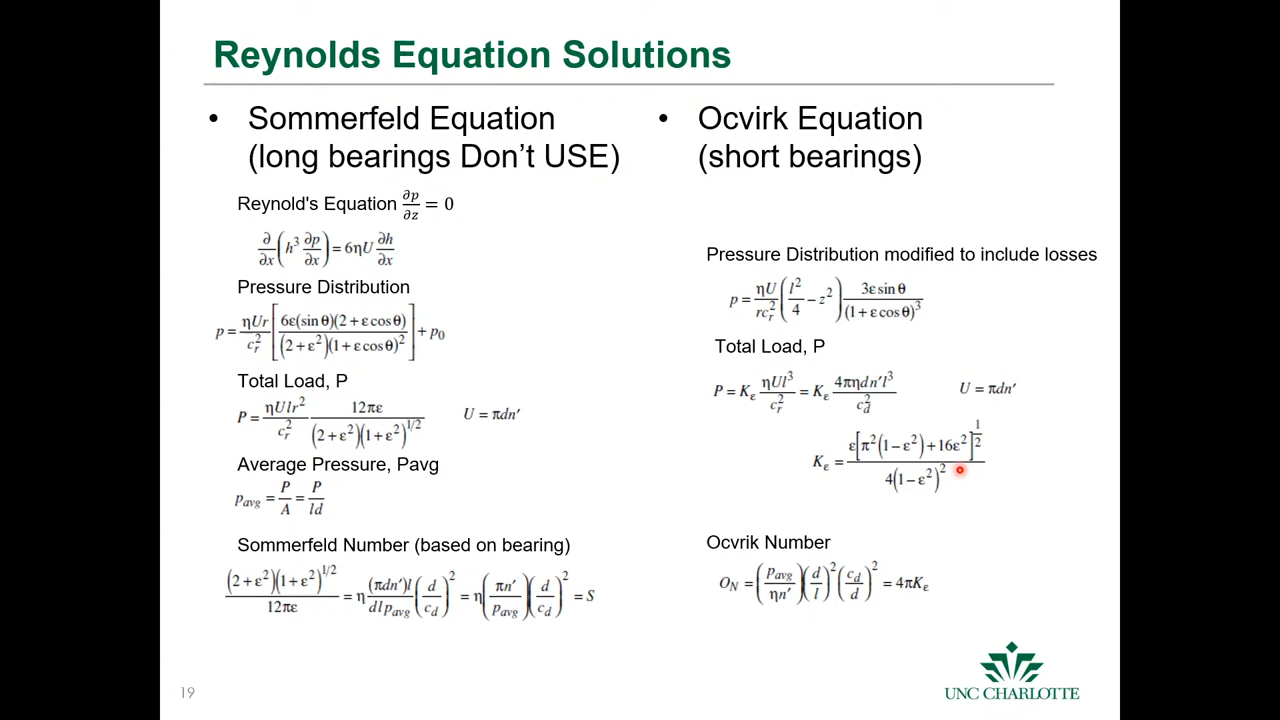 Reynolds Equation Solutions
• Sommerfeld Equation
(long bearings Don’t USE)
Reynold's Equation ∂p/∂z = 0
∂/∂x (h³ ∂p/∂x) = 6ηU ∂h/∂x
Pressure Distribution
p = ηUr/c_r² [6ε(sin θ)(2 + ε cos θ) / (2 + ε²)(1 + ε cos θ)²] + p₀
Total Load, P
P = ηUlr²/c_r² 12πε / (2 + ε²)(1 + ε²)^1/2 U = πdn′
Average Pressure, Pavg
p_avg = P/A = P/ld
Sommerfeld Number (based on bearing)
(2 + ε²)(1 + ε²)^1/2 / 12πε = η (πdn′)l / dlp_avg (d/c_d)² = η (πn′/p_avg)(d/c_d)² = S
• Ocvirk Equation
(short bearings)
Pressure Distribution modified to include losses
p = ηU/rc_r² (l²/4 − z²) 3ε sin θ / (1 + ε cos θ)³
Total Load, P
P = K_ε ηUl³/c_r² = K_ε 4πηdn′l³/c_d² U = πdn′
K_ε = ε[π²(1 − ε²) + 16ε²]^1/2 / 4(1 − ε²)²
Ocvrik Number
O_N = (p_avg/ηn′)(d/l)²(c_d/d)² = 4πK_ε
19
UNC CHARLOTTE